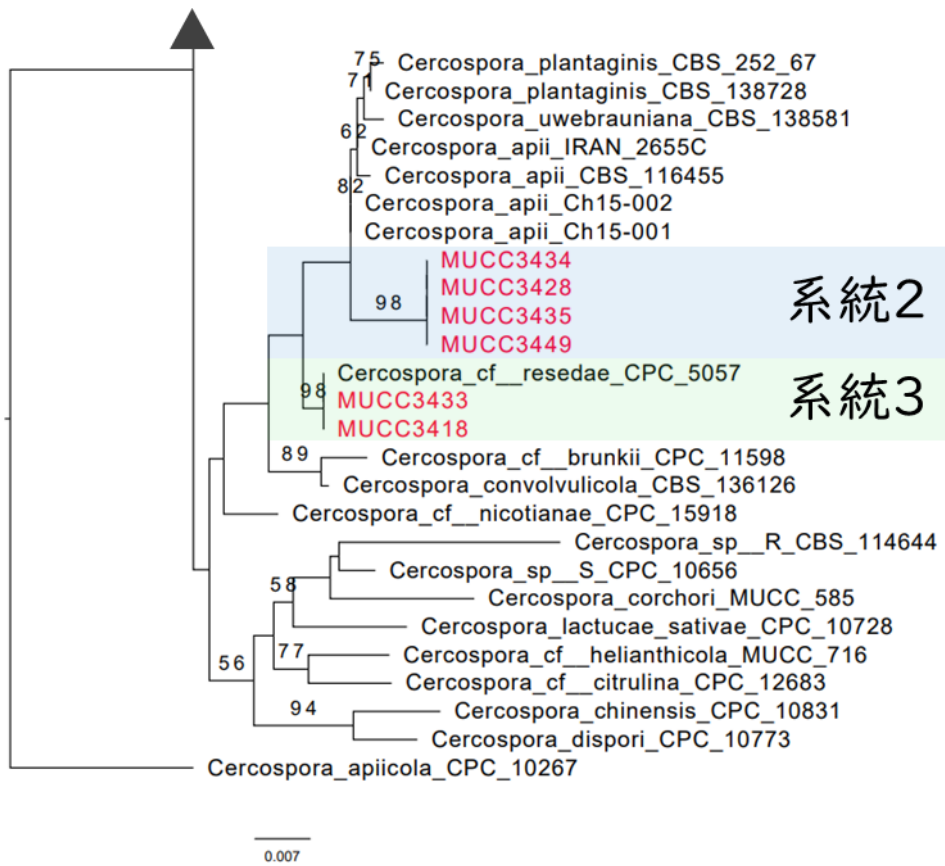 75
Cercospora_plantaginis_CBS_252_67
71
Cercospora_plantaginis_CBS_138728
Cercospora_uwebrauniana_CBS_138581
62
Cercospora_apii_IRAN_2655C
Cercospora_apii_CBS_116455
82
Cercospora_apii_Ch15-002
Cercospora_apii_Ch15-001
MUCC3434
MUCC3428
98
MUCC3435
MUCC3449
系統2
Cercospora_cf__resedae_CPC_5057
98
MUCC3433
MUCC3418
系統3
89
Cercospora_cf__brunkii_CPC_11598
Cercospora_convolvulicola_CBS_136126
Cercospora_cf__nicotianae_CPC_15918
Cercospora_sp__R_CBS_114644
Cercospora_sp__S_CPC_10656
58
Cercospora_corchori_MUCC_585
Cercospora_lactucae_sativae_CPC_10728
77
Cercospora_cf__helianthicola_MUCC_716
56
Cercospora_cf__citrulina_CPC_12683
94
Cercospora_chinensis_CPC_10831
Cercospora_dispori_CPC_10773
Cercospora_apiicola_CPC_10267
0.007